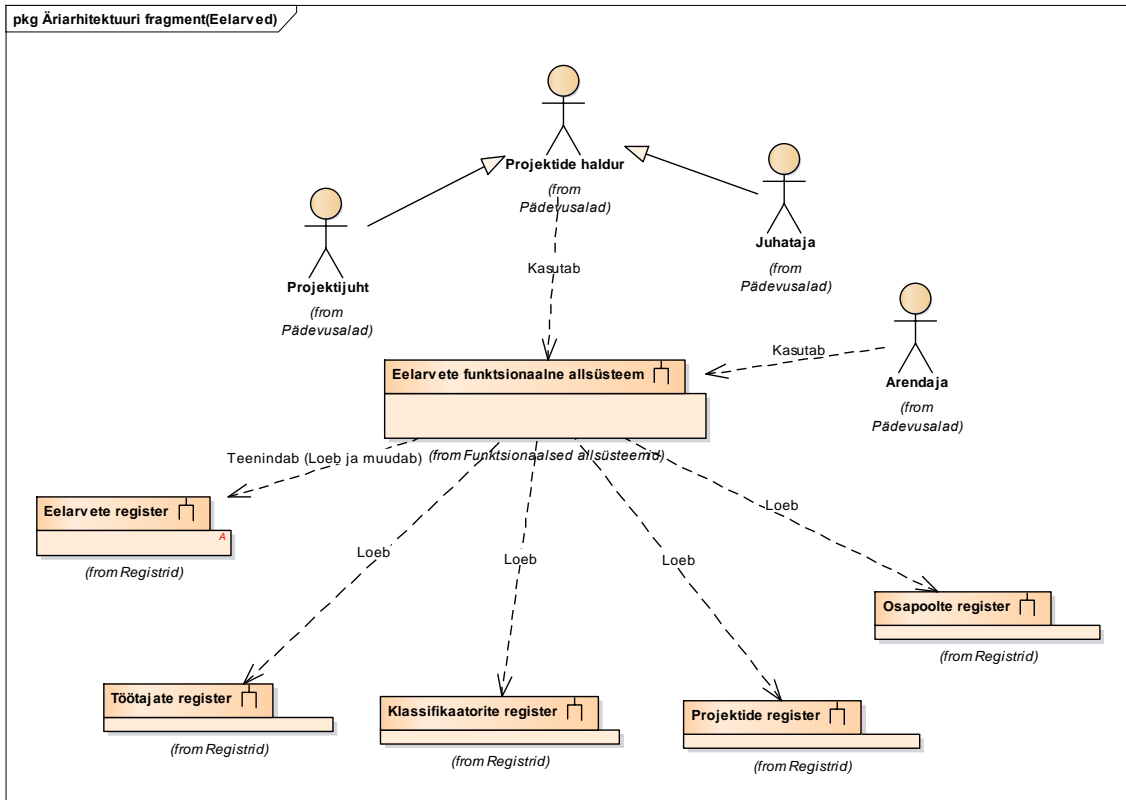 pkg Äriarhitektuuri fragment(Eelarved)
Projektide haldur
(from
Pädevusalad)
Juhataja
(from
Pädevusalad)
Projektijuht
(from
Pädevusalad)
Kasutab
Arendaja
(from
Pädevusalad)
Kasutab
Eelarvete funktsionaalne allsüsteem
(from Funktsionaalsed allsüsteemid)
Teenindab (Loeb ja muudab)
Eelarvete register
A
(from Registrid)
Loeb
Loeb
Loeb
Loeb
Osapoolte register
(from Registrid)
Töötajate register
(from Registrid)
Klassifikaatorite register
(from Registrid)
Projektide register
(from Registrid)